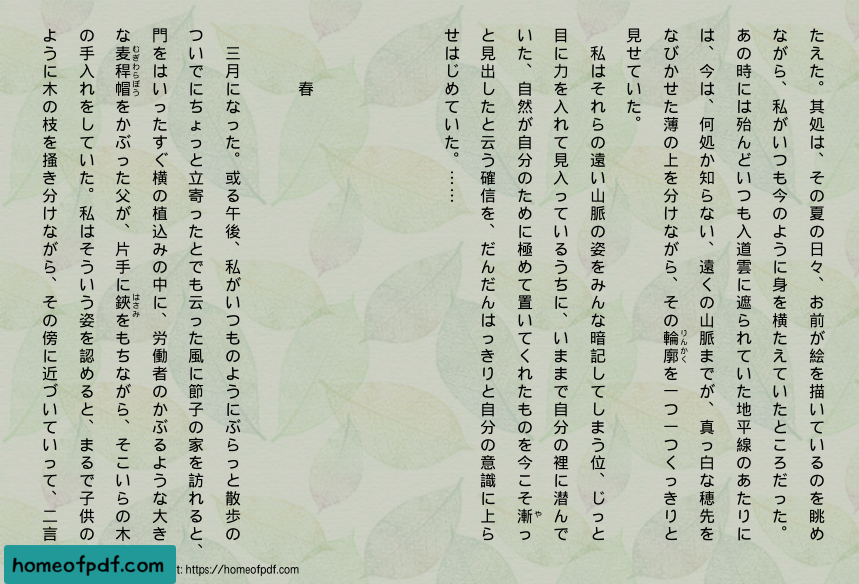 たえた。其処は、その夏の日々、お前が絵を描いているのを眺め
ながら、私がいつも今のように身を横たえていたところだった。
あの時には殆んどいつも入道雲に遮られていた地平線のあたりに
は、今は、何処か知らない、遠くの山脈までが、真っ白な穂先を
なびかせた薄の上を分けながら、その輪廓りんかくを一つ一つくっきりと
見せていた。
私はそれらの遠い山脈の姿をみんな暗記してしまう位、じっと
目に力を入れて見入っているうちに、いままで自分の裡に潜んで
いた、自然が自分のために極めて置いてくれたものを今こそ漸やっ
と見出したと云う確信を、だんだんはっきりと自分の意識に上ら
せはじめていた。……
春
三月になった。或る午後、私がいつものようにぶらっと散歩の
ついでにちょっと立寄ったとでも云った風に節子の家を訪れると、
門をはいったすぐ横の植込みの中に、労働者のかぶるような大き
な麦稈帽むぎわらぼうをかぶった父が、片手に鋏はさみをもちながら、そこいらの木
の手入れをしていた。私はそういう姿を認めると、まるで子供の
ように木の枝を掻き分けながら、その傍に近づいていって、二言
homeofpdf.com
t: https://homeofpdf.com